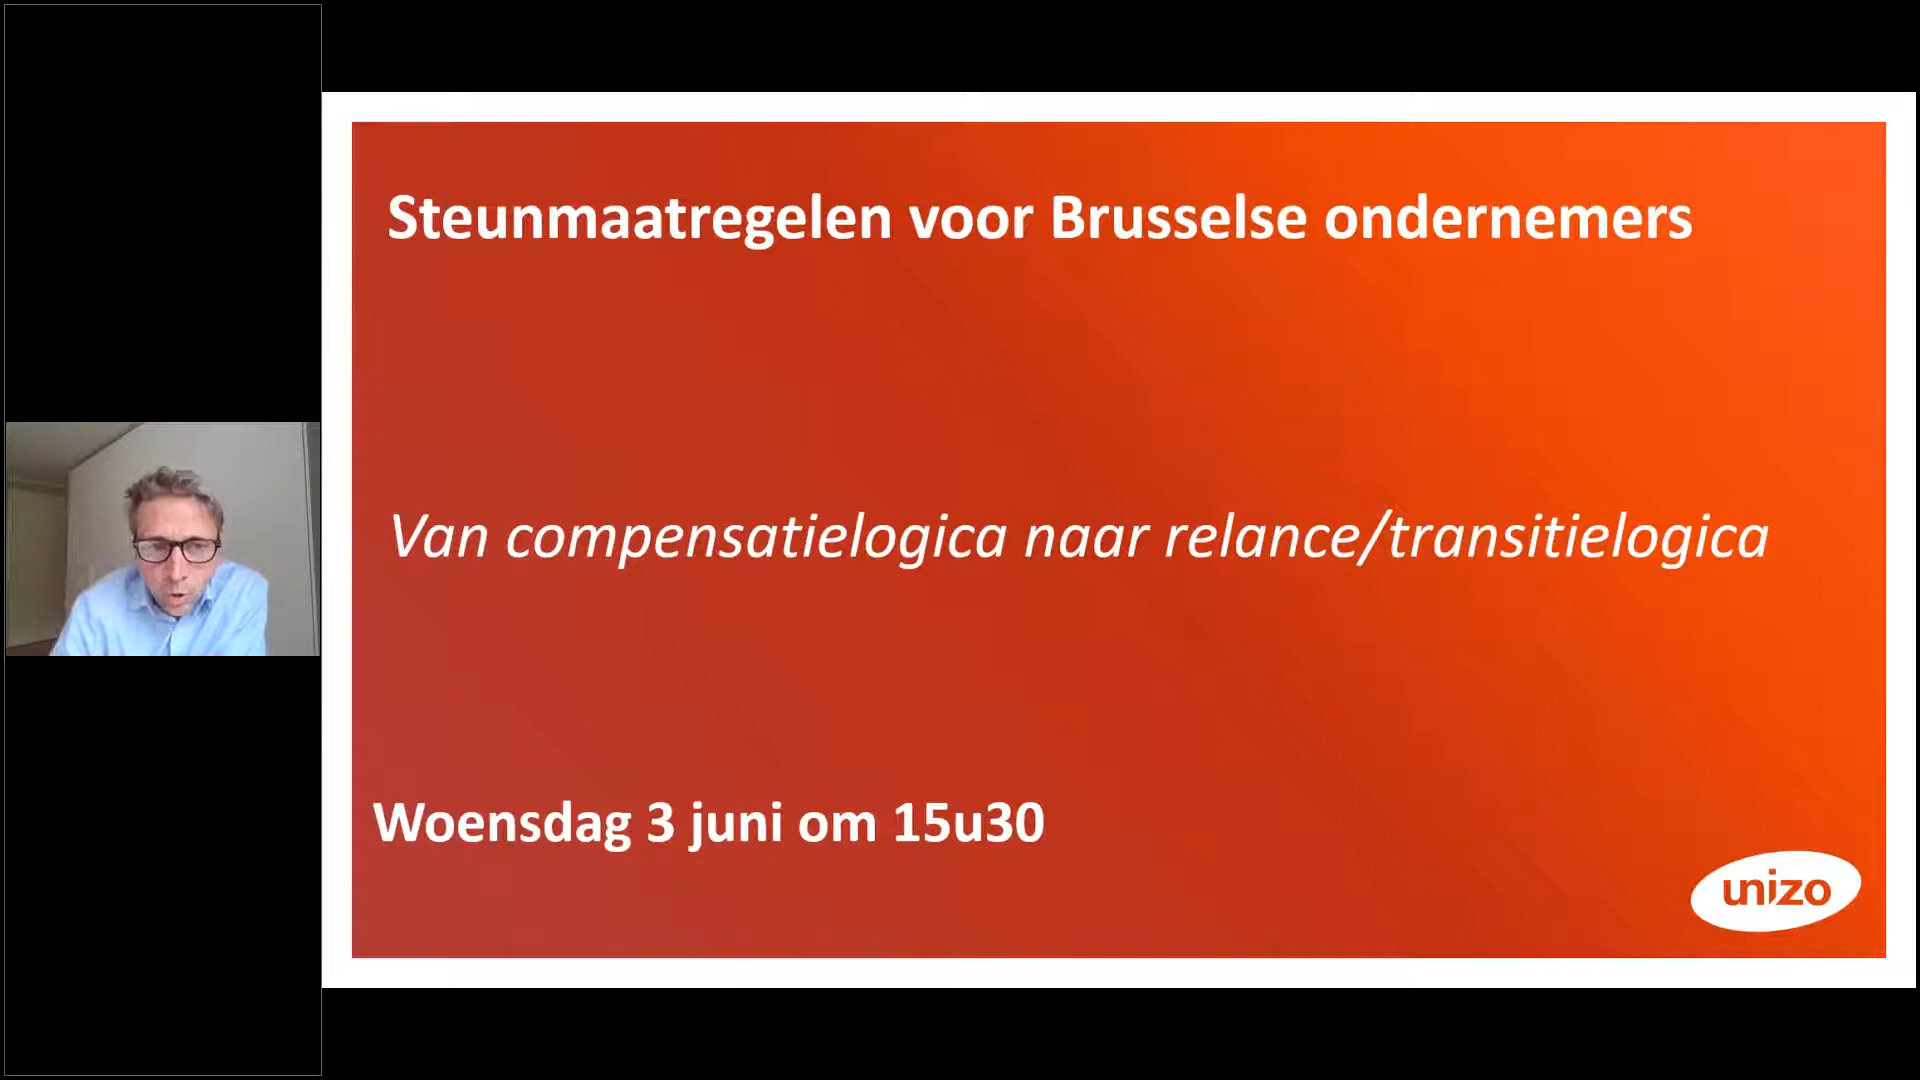 Steunmaatregelen voor Brusselse ondernemers
Van compensatielogica naar relance/transitielogica
Woensdag 3 juni om 15u30
unizo